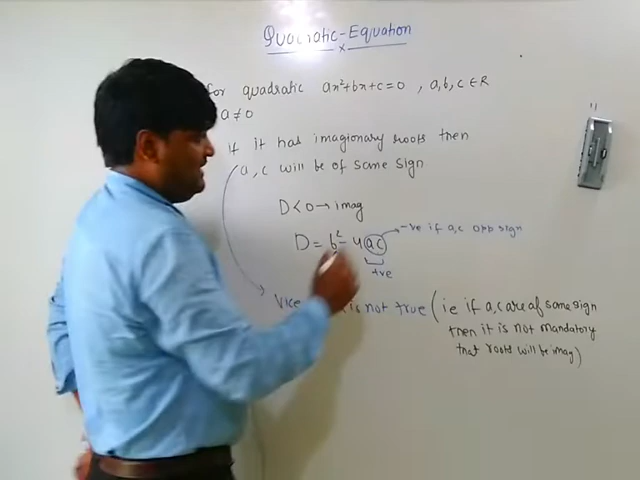 Quadratic-Equation
x
for quadratic ax²+bx+c=0 , a,b,c ∈ R
a ≠ 0
if it has imagionary roots then
a, c will be of same sign
D < 0 → imag
D = b² - 4ac → -ve if a,c opp sign
+ve
Vice is not true (ie if a,c are of same sign
then it is not mandatory
that roots will be imag)